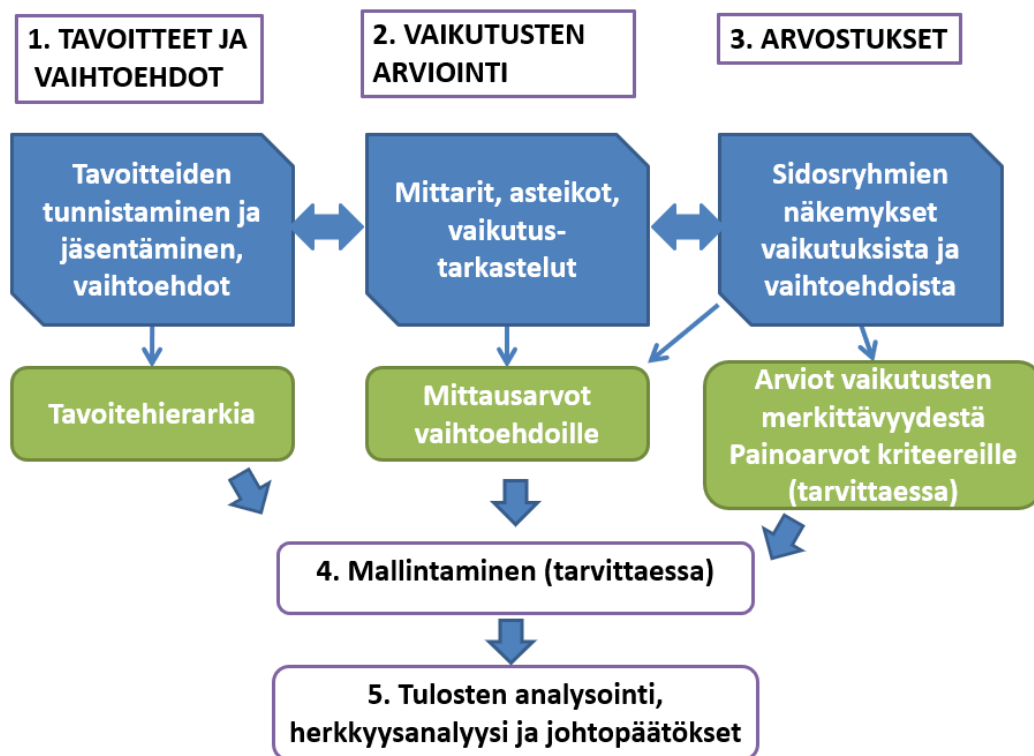 1. TAVOITTEET JA
VAIHTOEHDOT
2. VAIKUTUSTEN
ARVIOINTI
3. ARVOSTUKSET
Tavoitteiden
tunnistaminen ja
jäsentäminen,
vaihtoehdot
Mittarit, asteikot,
vaikutus-
tarkastelut
Sidosryhmien
näkemykset
vaikutuksista ja
vaihtoehdoista
Tavoitehierarkia
Mittausarvot
vaihtoehdoille
Arviot vaikutusten
merkittävyydestä
Painoarvot kriteereille
(tarvittaessa)
4. Mallintaminen (tarvittaessa)
5. Tulosten analysointi,
herkkyysanalyysi ja johtopäätökset